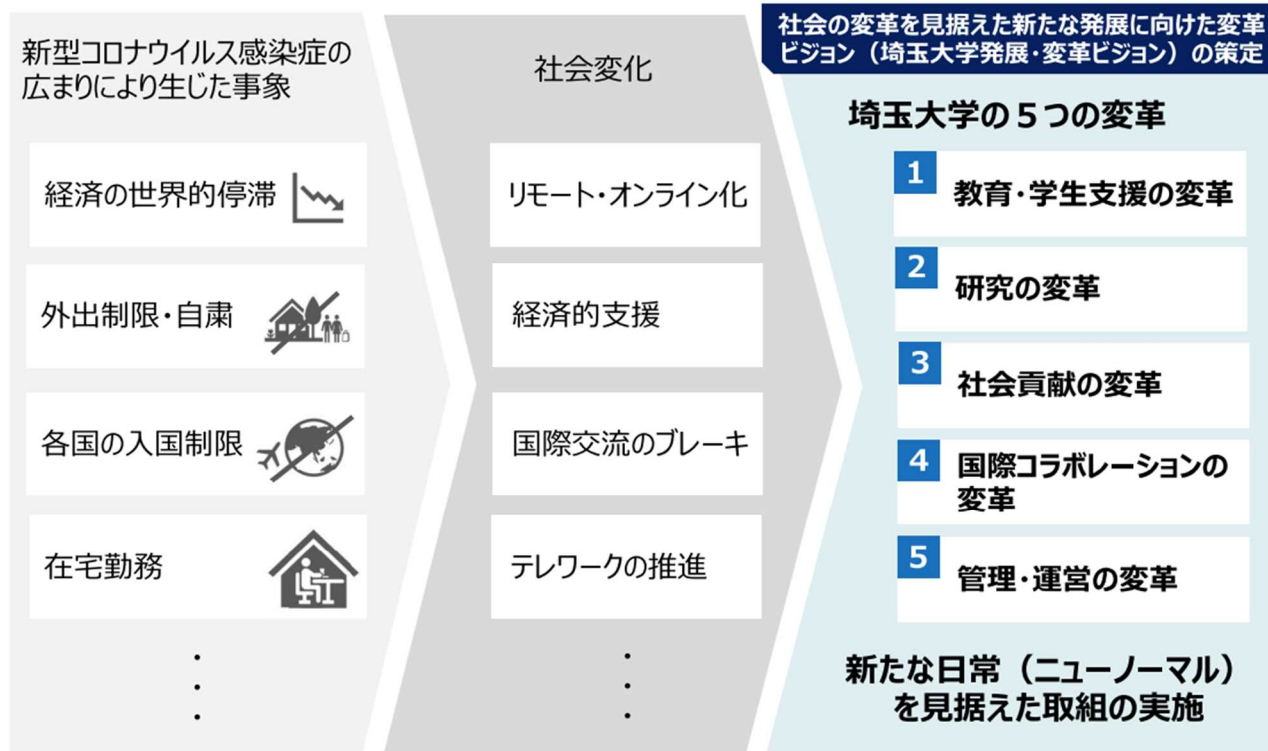 新型コロナウイルス感染症の
広まりにより生じた事象
経済の世界的停滞
外出制限・自粛
各国の入国制限
在宅勤務
・
・
・
社会変化
リモート・オンライン化
経済的支援
国際交流のブレーキ
テレワークの推進
・
・
・
社会の変革を見据えた新たな発展に向けた変革
ビジョン（埼玉大学発展・変革ビジョン）の策定
埼玉大学の５つの変革
1
教育・学生支援の変革
2
研究の変革
3
社会貢献の変革
4
国際コラボレーションの
変革
5
管理・運営の変革
新たな日常（ニューノーマル）
を見据えた取組の実施